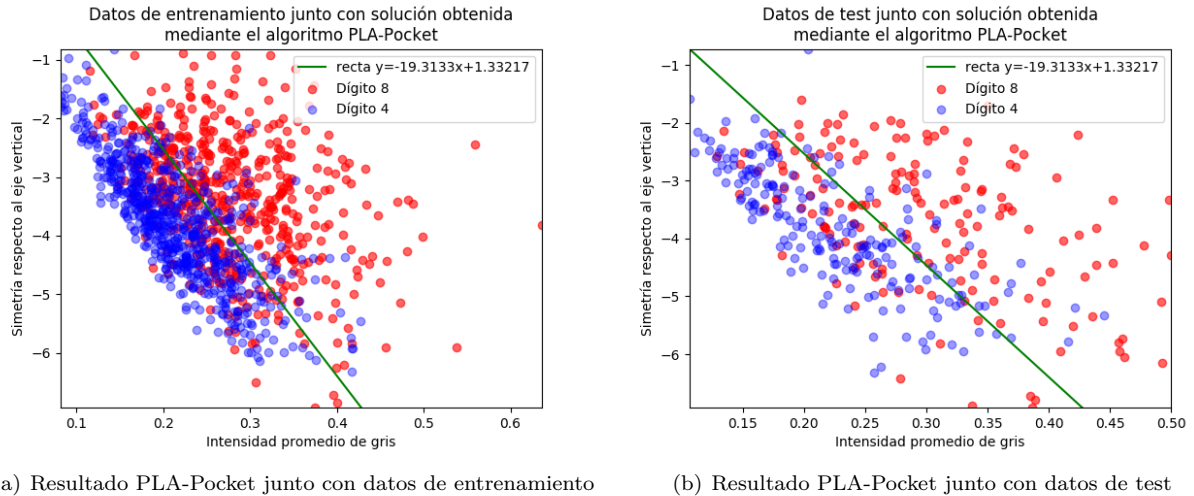 Datos de entrenamiento junto con solución obtenida
mediante el algoritmo PLA-Pocket
−1
−2
−3
−4
−5
−6
Simetría respecto al eje vertical
recta y=-19.3133x+1.33217
Dígito 8
Dígito 4
0.1
0.2
0.3
0.4
0.5
0.6
Intensidad promedio de gris
a) Resultado PLA-Pocket junto con datos de entrenamiento
Datos de test junto con solución obtenida
mediante el algoritmo PLA-Pocket
−1
−2
−3
−4
−5
−6
Simetría respecto al eje vertical
recta y=-19.3133x+1.33217
Dígito 8
Dígito 4
0.15
0.20
0.25
0.30
0.35
0.40
0.45
0.50
Intensidad promedio de gris
(b) Resultado PLA-Pocket junto con datos de test